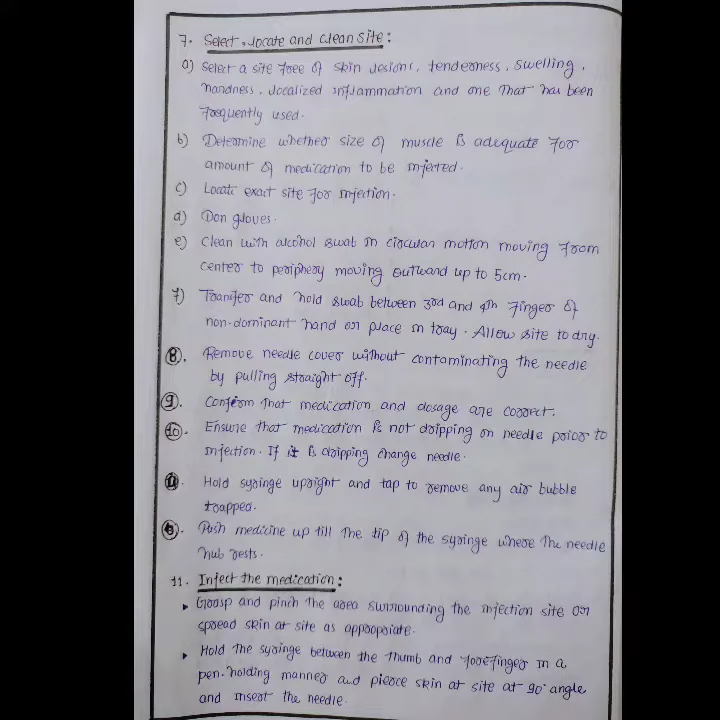 7. Select, locate and clean site:
a) Select a site free of skin lesions, tenderness, swelling,
hardness, localized inflammation and one that has been
frequently used.
b) Determine whether size of muscle is adequate for
amount of medication to be injected.
c) Locate exact site for injection.
d) Don gloves.
e) Clean with alcohol swab in circular motion moving from
center to periphery moving outward up to 5cm.
f) Transfer and hold swab between 3rd and 4th finger of
non-dominant hand or place in tray. Allow site to dry.
8. Remove needle cover without contaminating the needle
by pulling straight off.
9. Confirm that medication and dosage are correct.
10. Ensure that medication is not dripping on needle prior to
injection. If it is dripping change needle.
Hold syringe upright and tap to remove any air bubble
trapped.
Push medicine up till the tip of the syringe where the needle
hub rests.
11. Inject the medication:
▸ Grasp and pinch the area surrounding the injection site or
spread skin at site as appropriate.
▸ Hold the syringe between the thumb and forefinger in a
pen-holding manner and pierce skin at site at 90° angle
and insert the needle.